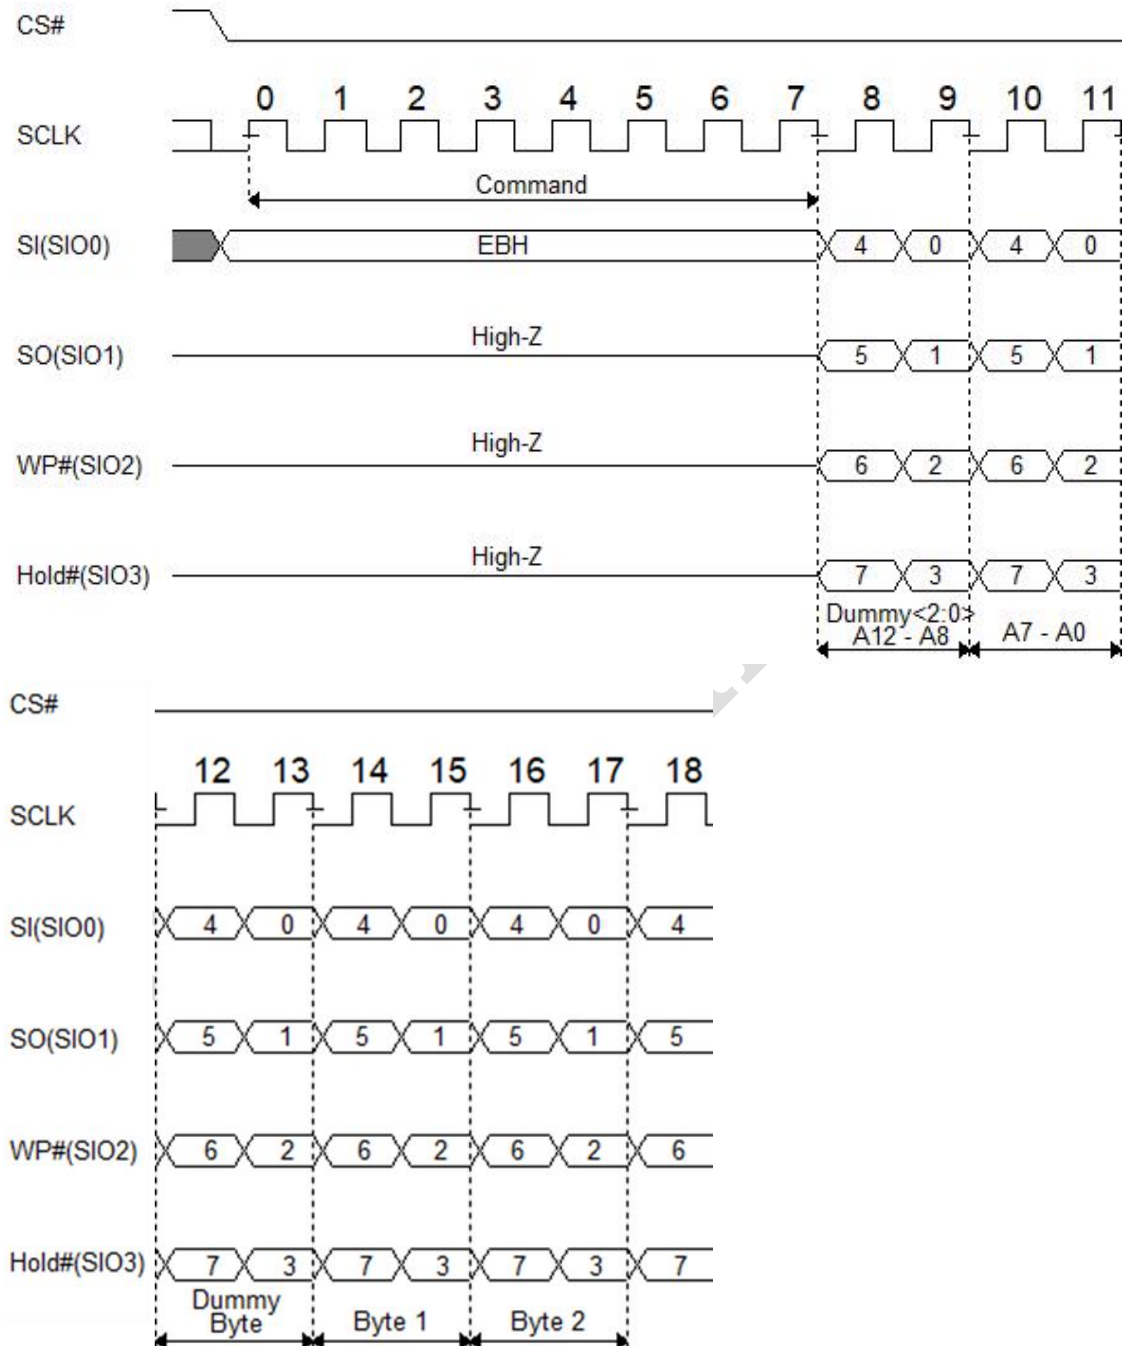 CS#
0 1 2 3 4 5 6 7 8 9 10 11
SCLK
Command
SI(SIO0) EBH 4 0 4 0
High-Z
SO(SIO1) 5 1 5 1
High-Z
WP#(SIO2) 6 2 6 2
High-Z
Hold#(SIO3) 7 3 7 3
Dummy<2:0>
A12 - A8 A7 - A0
CS#
12 13 14 15 16 17 18
SCLK
SI(SIO0) 4 0 4 0 4 0 4
SO(SIO1) 5 1 5 1 5 1 5
WP#(SIO2) 6 2 6 2 6 2 6
Hold#(SIO3) 7 3 7 3 7 3 7
Dummy
Byte Byte 1 Byte 2